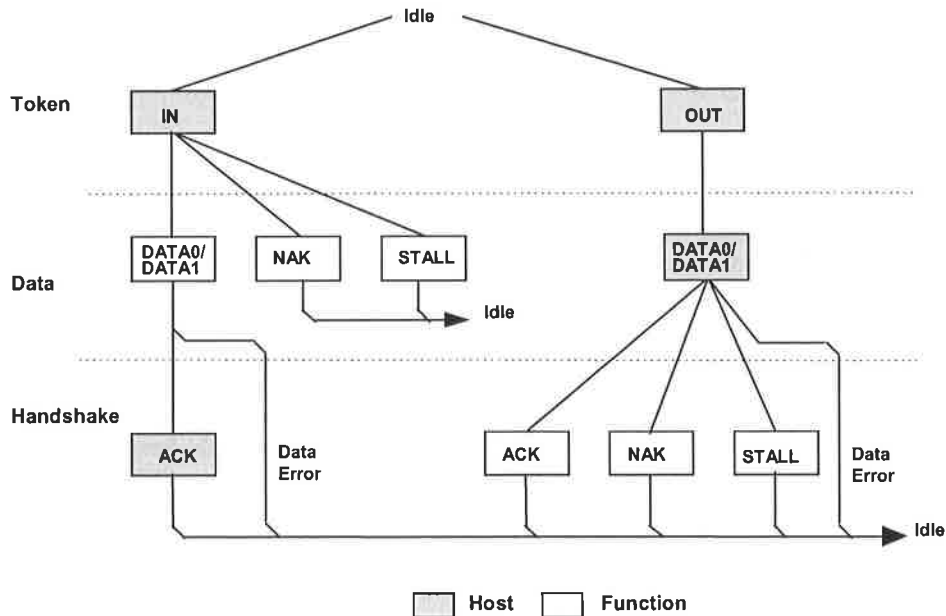 Idle
Token
IN
OUT
DATA0/
DATA1
NAK
STALL
DATA0/
DATA1
Data
Idle
Handshake
ACK
Data
Error
ACK
NAK
STALL
Data
Error
Idle
Host
Function